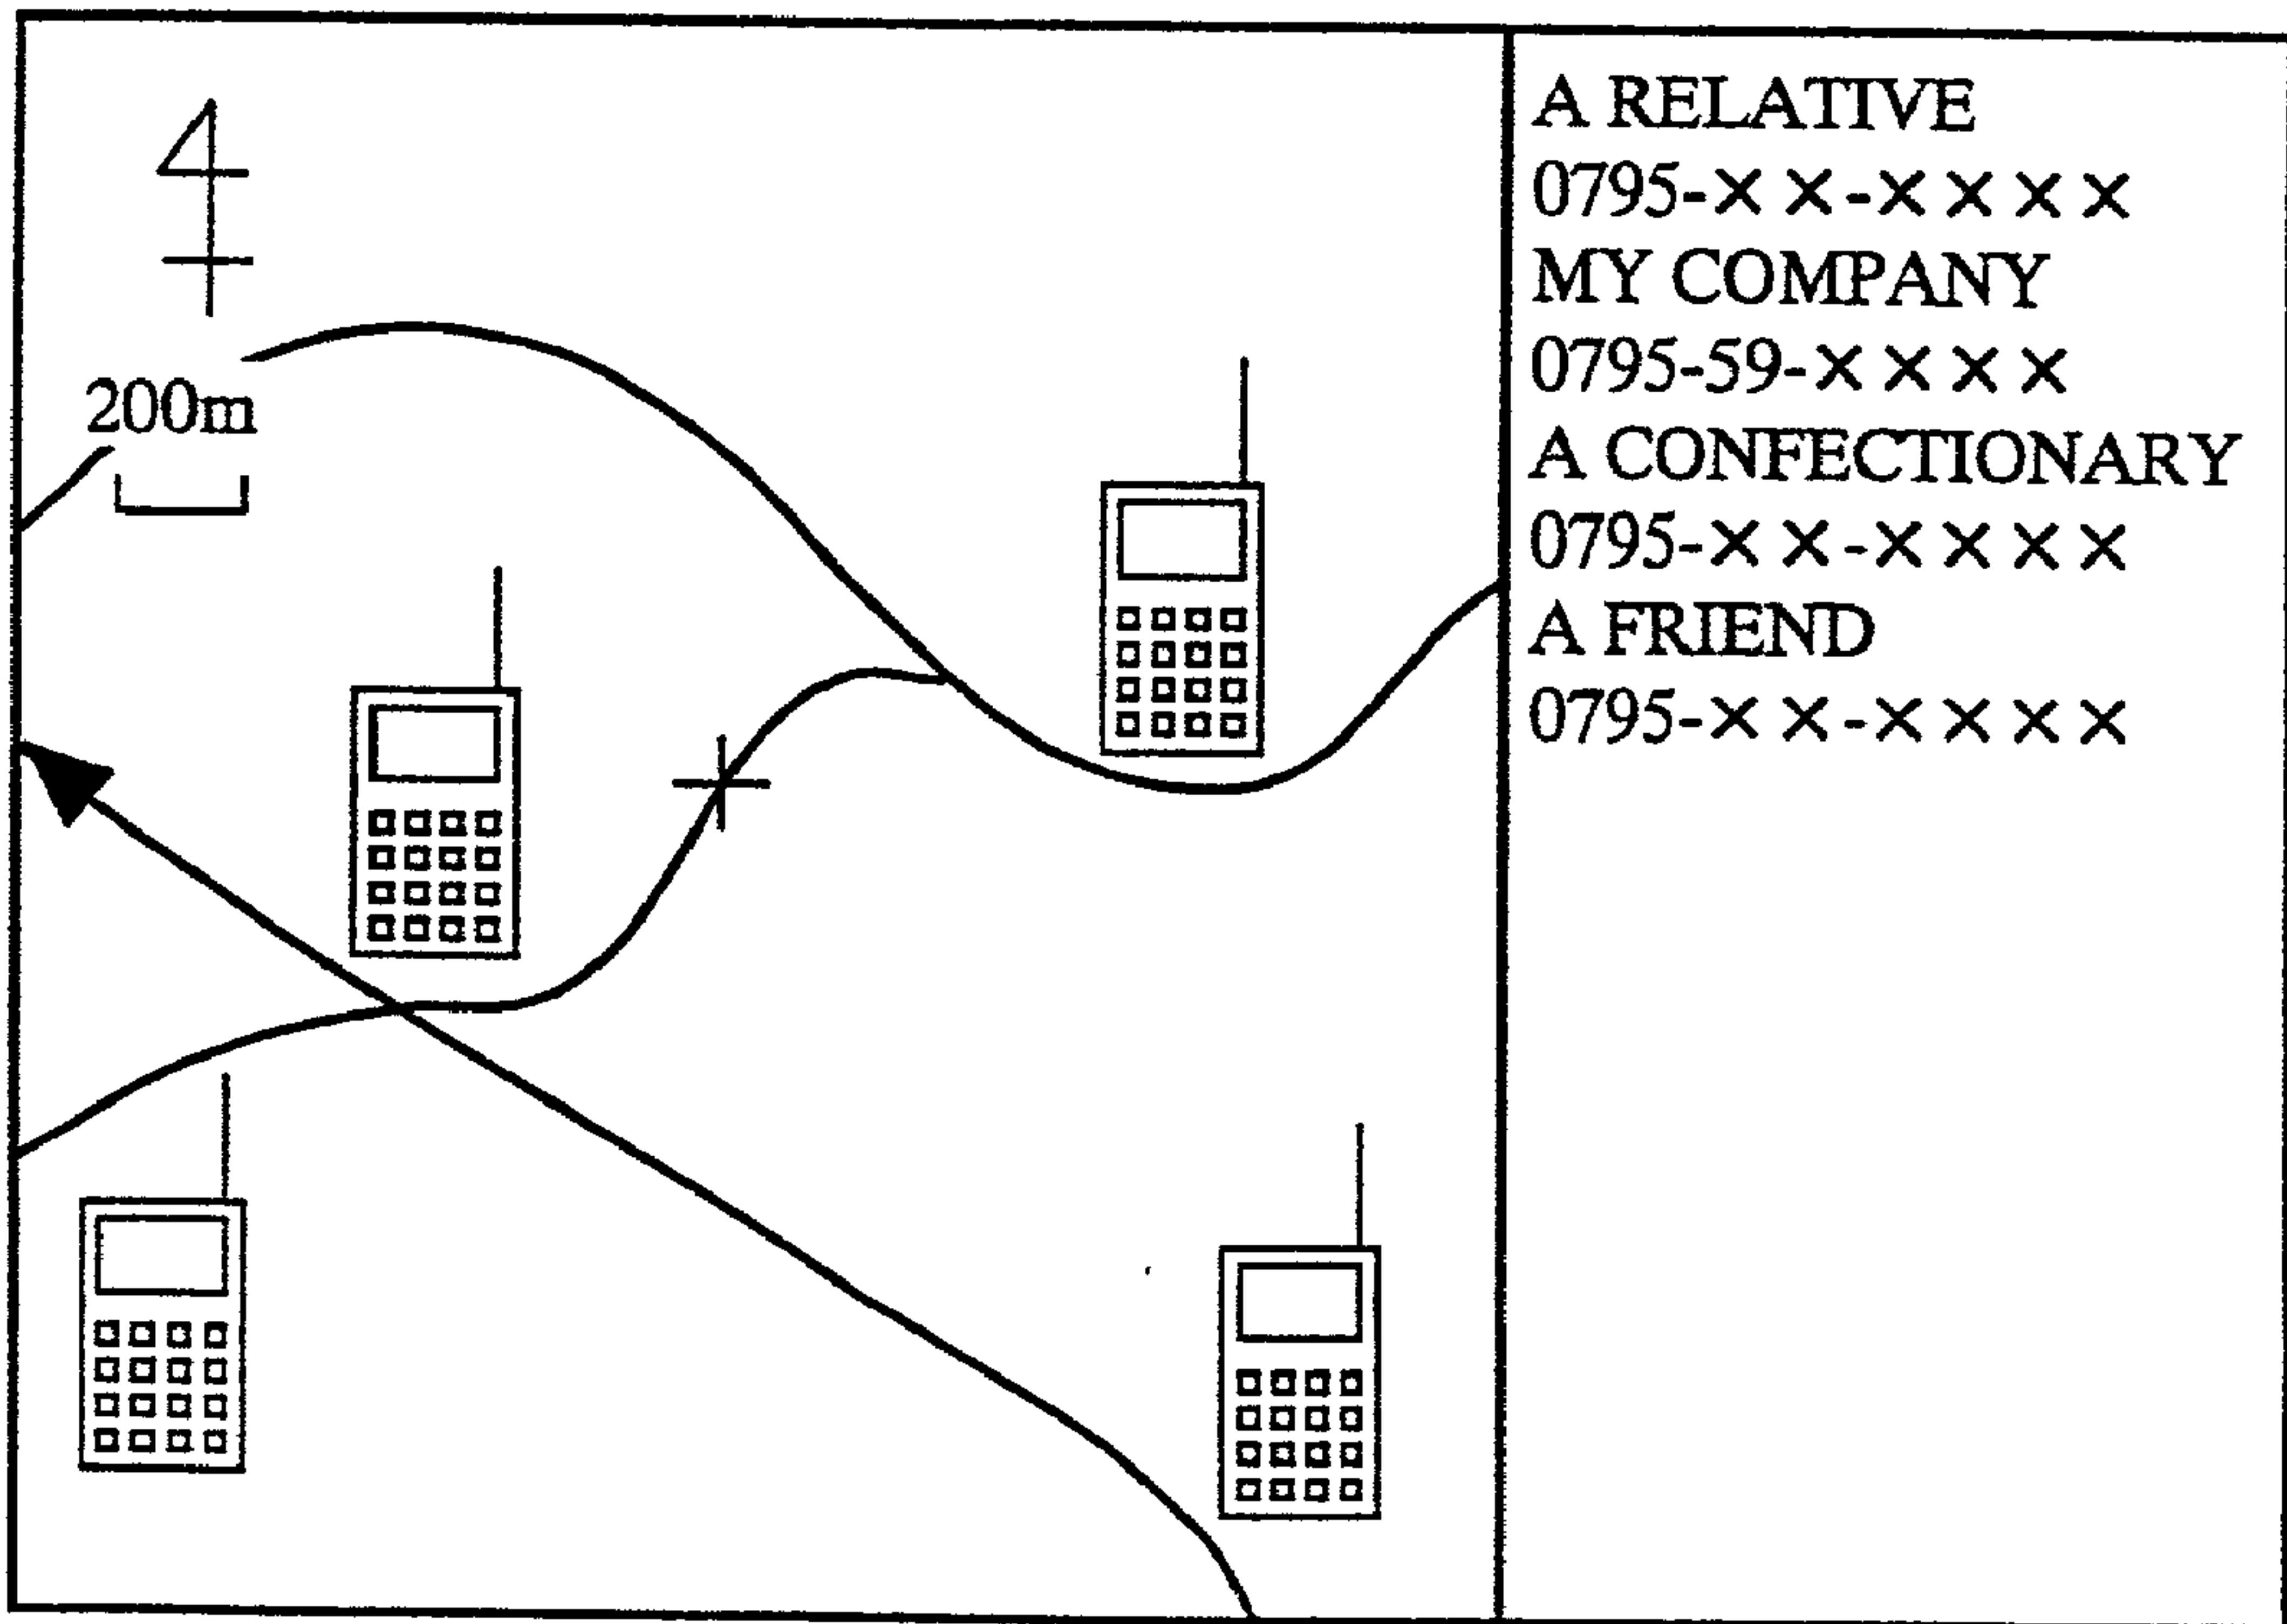 200m
A RELATIVE
0795-××-××××
MY COMPANY
0795-59-××××
A CONFECTIONARY
0795-××-××××
A FRIEND
0795-××-××××